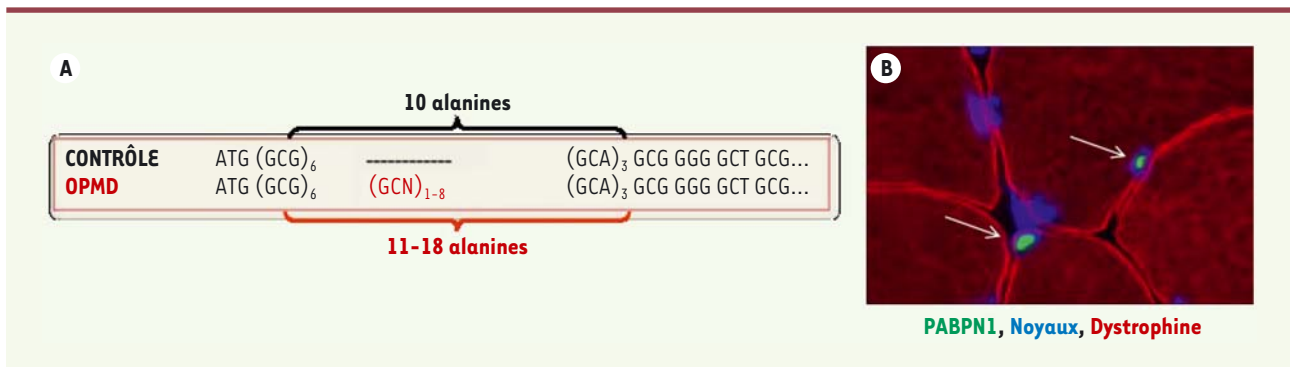 A
10 alanines
CONTRÔLE ATG (GCG)6 ------------ (GCA)3 GCG GGG GCT GCG...
OPMD ATG (GCG)6 (GCN)1-8 (GCA)3 GCG GGG GCT GCG...
11-18 alanines
B
PABPN1, Noyaux, Dystrophine